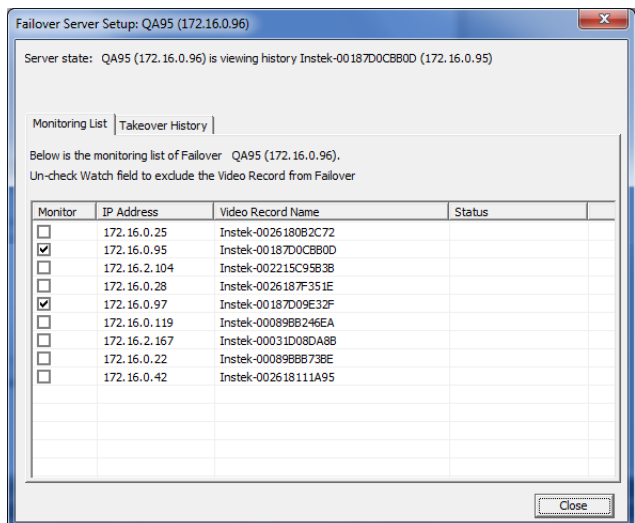 Failover Server Setup: QA95 (172.16.0.96)
Server state: QA95 (172.16.0.96) is viewing history Instek-00187D0CBB0D (172.16.0.95)
Monitoring List Takeover History
Below is the monitoring list of Failover QA95 (172.16.0.96).
Un-check Watch field to exclude the Video Record from Failover
Monitor IP Address Video Record Name Status
172.16.0.25 Instek-0026180B2C72
172.16.0.95 Instek-00187D0CBB0D
172.16.2.104 Instek-002215C95B3B
172.16.0.28 Instek-0026187F351E
172.16.0.97 Instek-00187D09E32F
172.16.0.119 Instek-00089BB246EA
172.16.2.167 Instek-00031D08DA8B
172.16.0.22 Instek-00089BBB73BE
172.16.0.42 Instek-002618111A95
Close